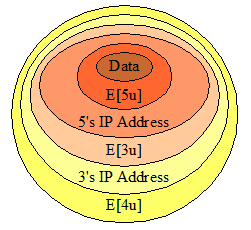 Data
E[5u]
5's IP Address
E[3u]
3's IP Address
E[4u]